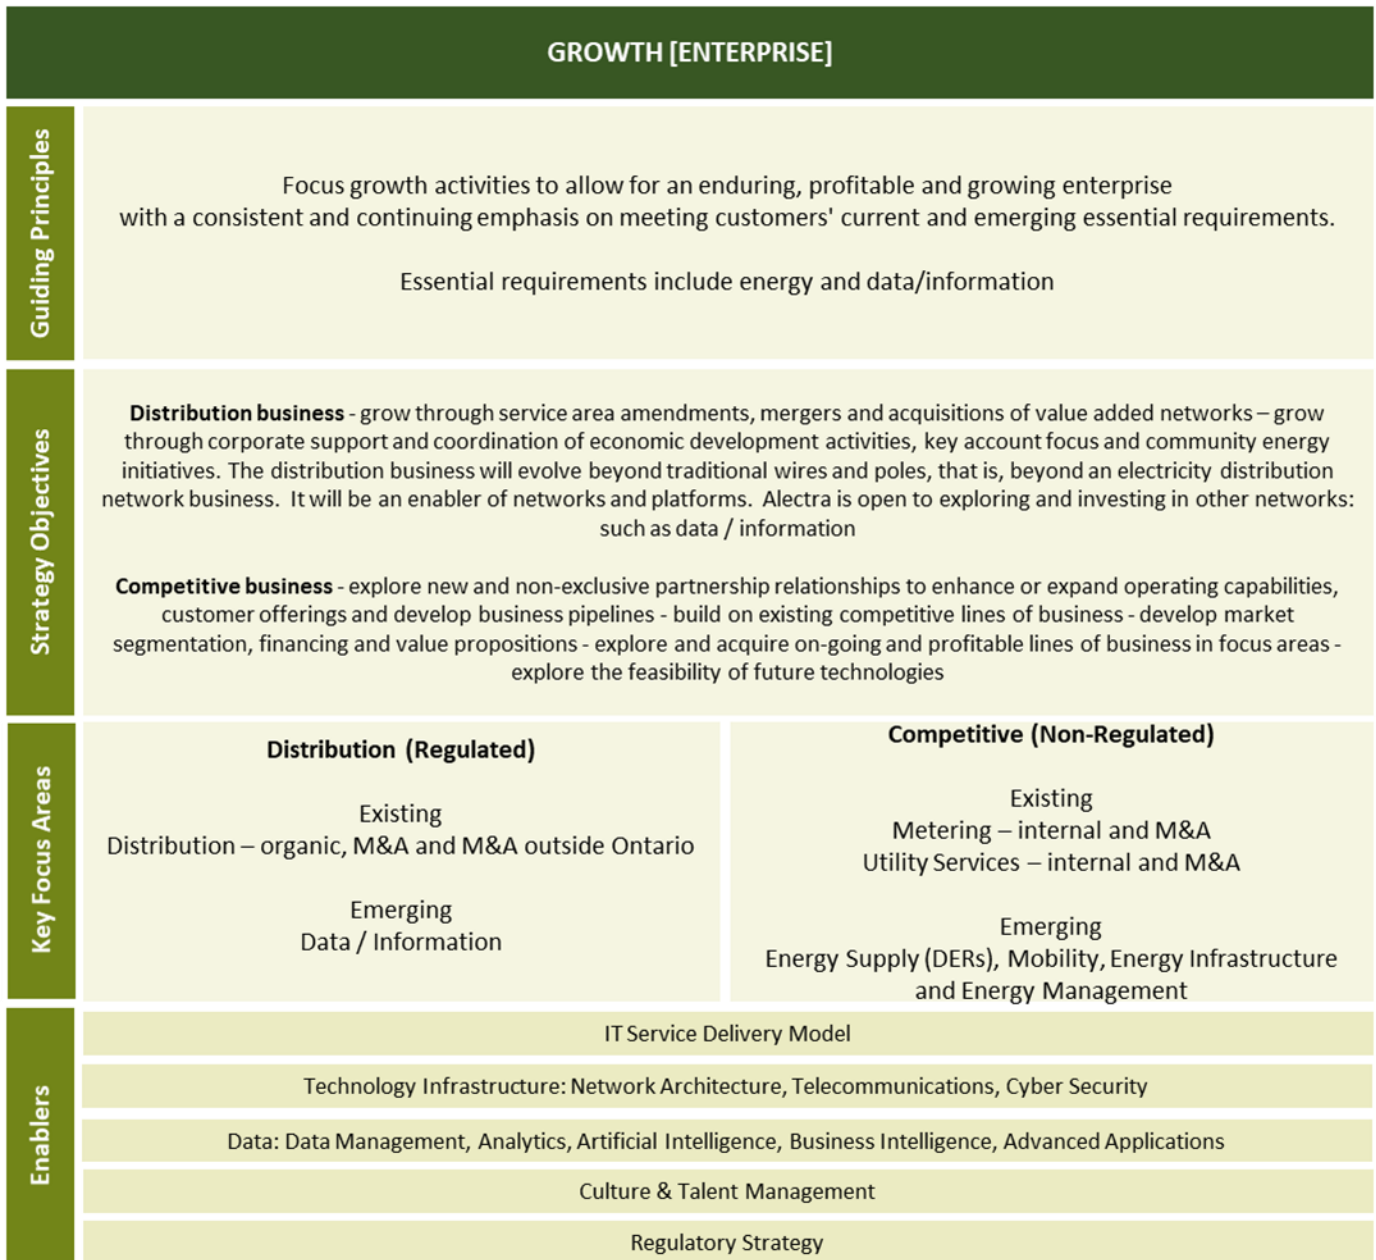 GROWTH [ENTERPRISE]
Guiding Principles
Focus growth activities to allow for an enduring, profitable and growing enterprise
with a consistent and continuing emphasis on meeting customers' current and emerging essential requirements.
Essential requirements include energy and data/information
Strategy Objectives
Distribution business - grow through service area amendments, mergers and acquisitions of value added networks – grow
through corporate support and coordination of economic development activities, key account focus and community energy
initiatives. The distribution business will evolve beyond traditional wires and poles, that is, beyond an electricity distribution
network business. It will be an enabler of networks and platforms. Alectra is open to exploring and investing in other networks:
such as data / information
Competitive business - explore new and non-exclusive partnership relationships to enhance or expand operating capabilities,
customer offerings and develop business pipelines - build on existing competitive lines of business - develop market
segmentation, financing and value propositions - explore and acquire on-going and profitable lines of business in focus areas -
explore the feasibility of future technologies
Key Focus Areas
Distribution (Regulated)
Existing
Distribution – organic, M&A and M&A outside Ontario
Emerging
Data / Information
Competitive (Non-Regulated)
Existing
Metering – internal and M&A
Utility Services – internal and M&A
Emerging
Energy Supply (DERs), Mobility, Energy Infrastructure
and Energy Management
Enablers
IT Service Delivery Model
Technology Infrastructure: Network Architecture, Telecommunications, Cyber Security
Data: Data Management, Analytics, Artificial Intelligence, Business Intelligence, Advanced Applications
Culture & Talent Management
Regulatory Strategy